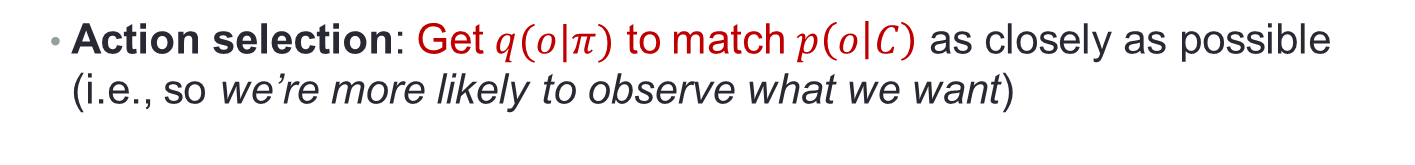 • Action selection: Get q(o|π) to match p(o|C) as closely as possible
(i.e., so we’re more likely to observe what we want)